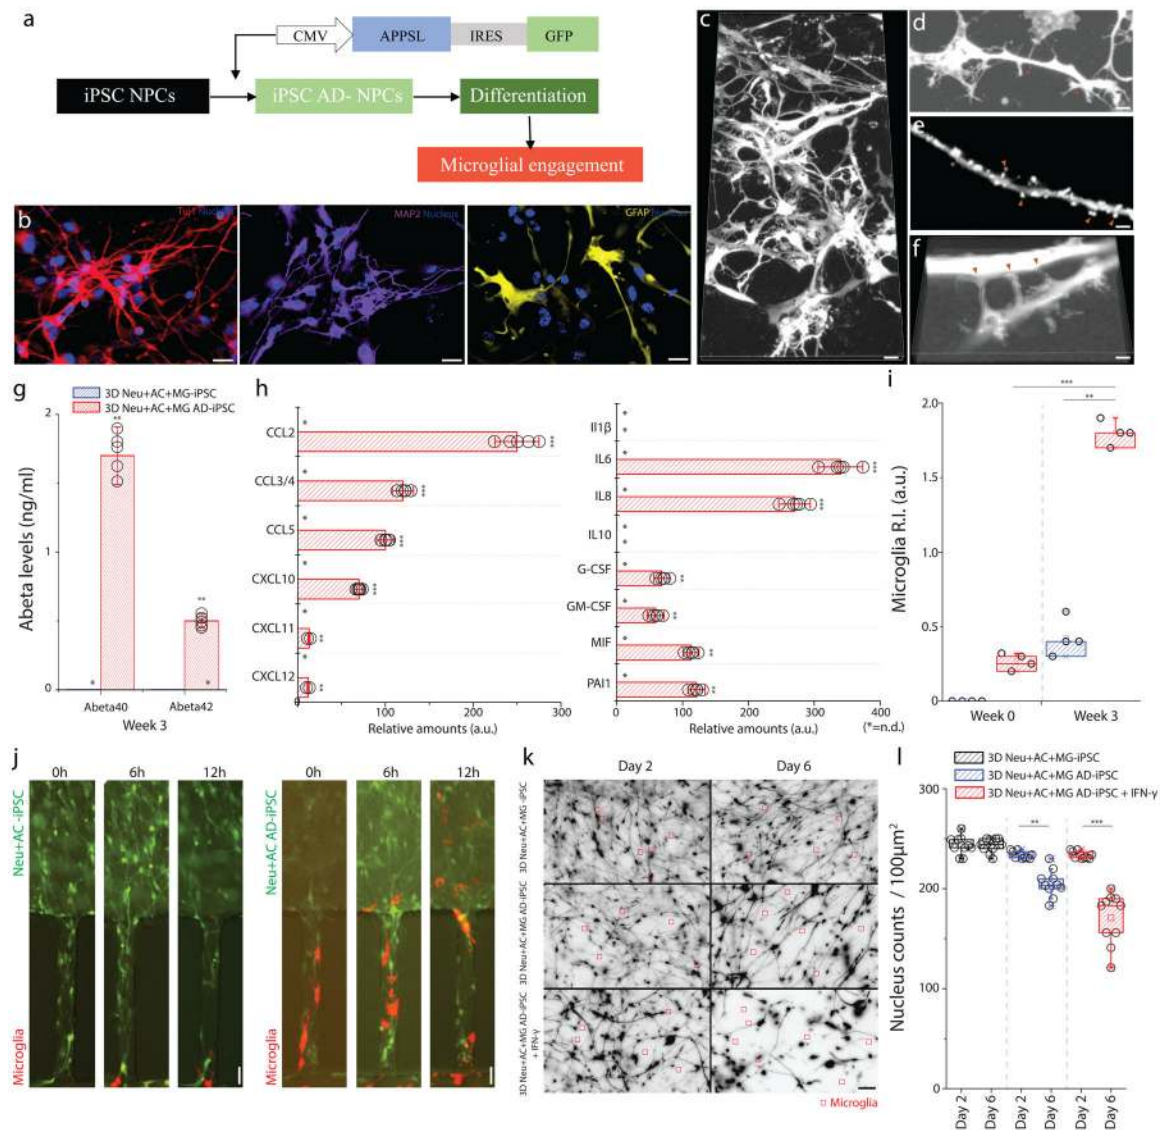 a
CMV
APPSL
IRES
GFP
iPSC NPCs
iPSC AD- NPCs
Differentiation
Microglial engagement
b
Tuj1 Nucleus
MAP2 Nucleus
GFAP Nucleus
c
d
e
f
g
3D Neu+AC+MG-iPSC
3D Neu+AC+MG AD-iPSC
Abeta levels (ng/ml)
2
1
0
**
**
*
*
Abeta40
Abeta42
Week 3
h
CCL2
CCL3/4
CCL5
CXCL10
CXCL11
CXCL12
*
*
*
*
*
*
***
***
***
***
**
**
0
100
200
300
Relative amounts (a.u.)
Il1β
IL6
IL8
IL10
G-CSF
GM-CSF
MIF
PAI1
***
***
**
**
**
**
0
100
200
300
400
Relative amounts (a.u.)
(*=n.d.)
i
***
**
Microglia R.I. (a.u.)
2.0
1.5
1.0
0.5
0
Week 0
Week 3
j
0h
6h
12h
0h
6h
12h
Neu+AC -iPSC
Microglia
Neu+AC AD-iPSC
Microglia
k
Day 2
Day 6
3D Neu+AC+MG -iPSC
3D Neu+AC+MG AD-iPSC
3D Neu+AC+MG AD-iPSC
+ IFN-γ
Microglia
l
3D Neu+AC+MG-iPSC
3D Neu+AC+MG AD-iPSC
3D Neu+AC+MG AD-iPSC + IFN-γ
**
***
Nucleus counts / 100μm²
300
200
100
0
Day 2
Day 6
Day 2
Day 6
Day 2
Day 6